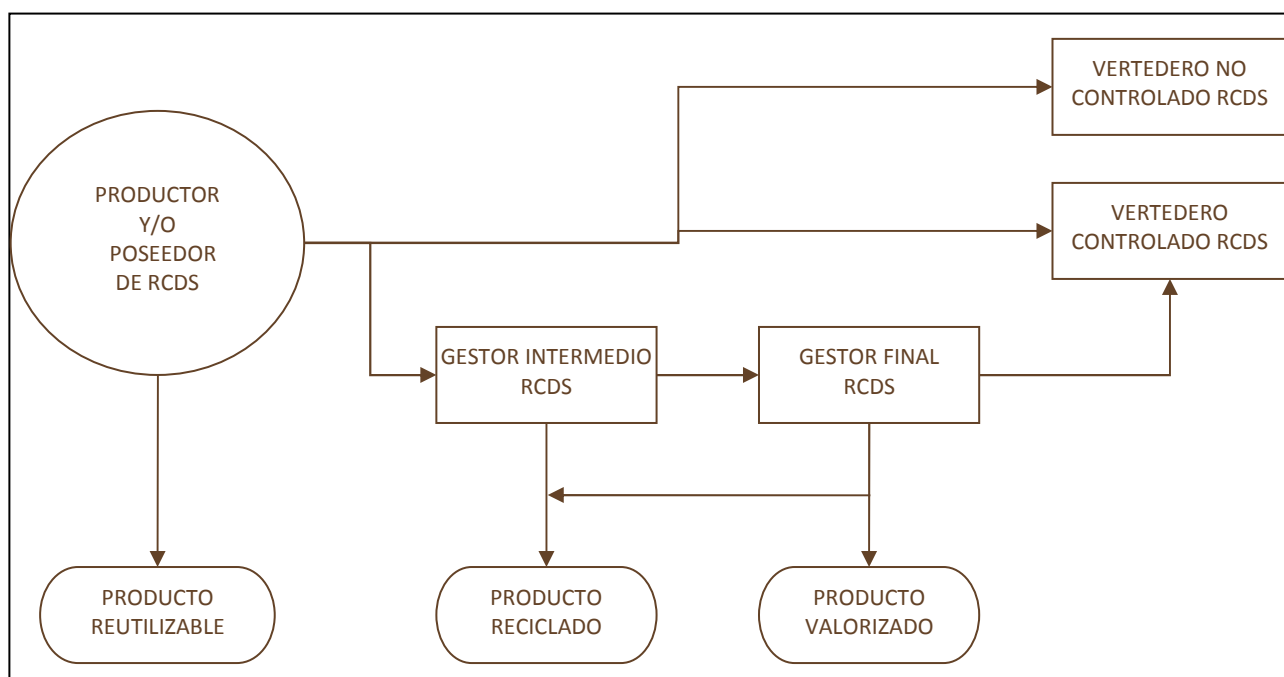 VERTEDERO NO
CONTROLADO RCDS
PRODUCTOR
Y/O
POSEEDOR
DE RCDS
VERTEDERO
CONTROLADO RCDS
GESTOR INTERMEDIO
RCDS
GESTOR FINAL
RCDS
PRODUCTO
REUTILIZABLE
PRODUCTO
RECICLADO
PRODUCTO
VALORIZADO